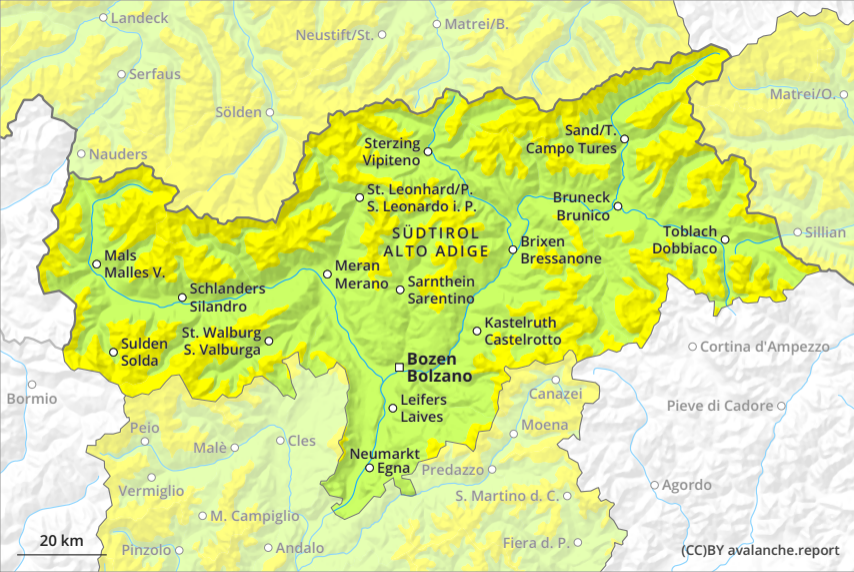 Landeck
Matrei/B.
Neustift/St.
Serfaus
Matrei/O.
Sölden
Sand/T.
Campo Tures
Sterzing
Vipiteno
Nauders
St. Leonhard/P.
S. Leonardo i. P.
Bruneck
Brunico
SÜDTIROL
ALTO ADIGE
Toblach
Dobbiaco
Sillian
Brixen
Bressanone
Mals
Malles V.
Meran
Merano
Sarnthein
Sarentino
Schlanders
Silandro
Kastelruth
Castelrotto
St. Walburg
S. Valburga
Sulden
Solda
Cortina d'Ampezzo
Bozen
Bolzano
Bormio
Canazei
Leifers
Laives
Pieve di Cadore
Moena
Peio
Cles
Malè
Neumarkt
Egna
Predazzo
Vermiglio
Agordo
S. Martino d. C.
M. Campiglio
20 km
Fiera d. P.
Pinzolo
Andalo
(CC)BY avalanche.report